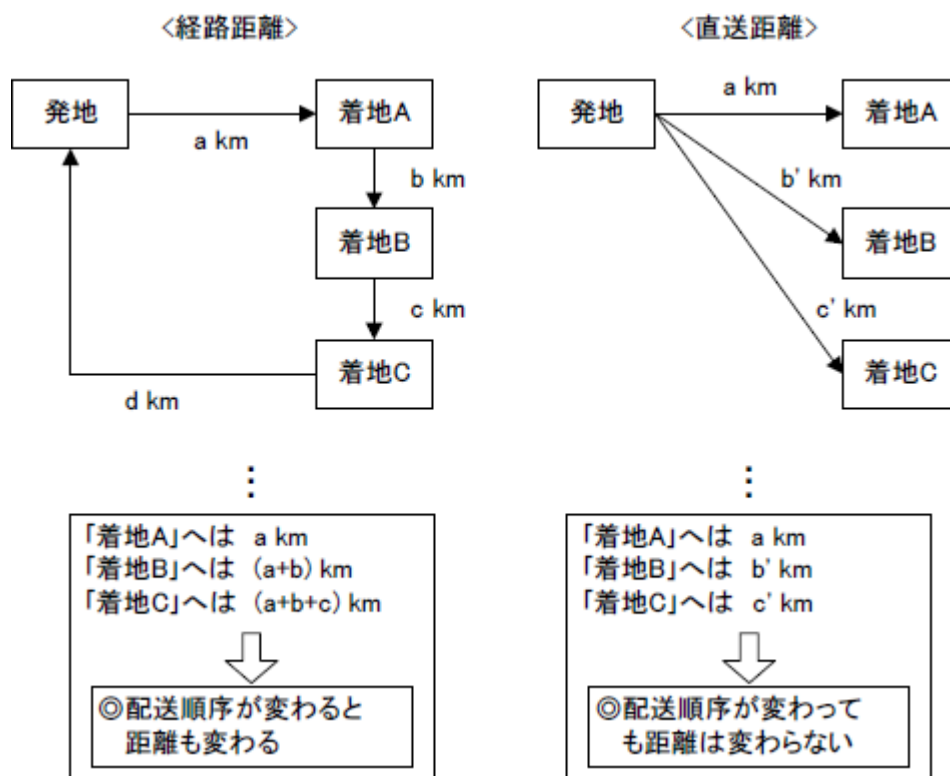 <経路距離>
発地
着地A
a km
b km
着地B
c km
着地C
d km
⋮
「着地A」へは a km
「着地B」へは (a+b) km
「着地C」へは (a+b+c) km
◎配送順序が変わると
距離も変わる
<直送距離>
発地
a km
着地A
b' km
着地B
c' km
着地C
⋮
「着地A」へは a km
「着地B」へは b' km
「着地C」へは c' km
◎配送順序が変わって
も距離は変わらない